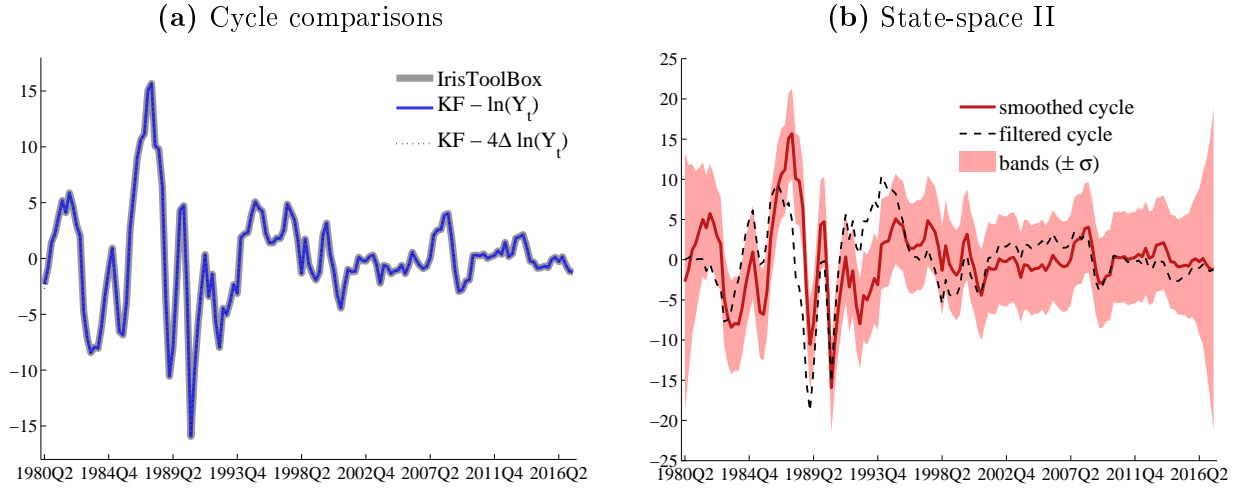 (a) Cycle comparisons
15
10
5
0
−5
−10
−15
1980Q2 1984Q4 1989Q2 1993Q4 1998Q2 2002Q4 2007Q2 2011Q4 2016Q2
IrisToolBox
KF − ln(Y_t)
KF − 4Δ ln(Y_t)
(b) State-space II
25
20
15
10
5
0
−5
−10
−15
−20
−25
1980Q2 1984Q4 1989Q2 1993Q4 1998Q2 2002Q4 2007Q2 2011Q4 2016Q2
smoothed cycle
filtered cycle
bands (± σ)